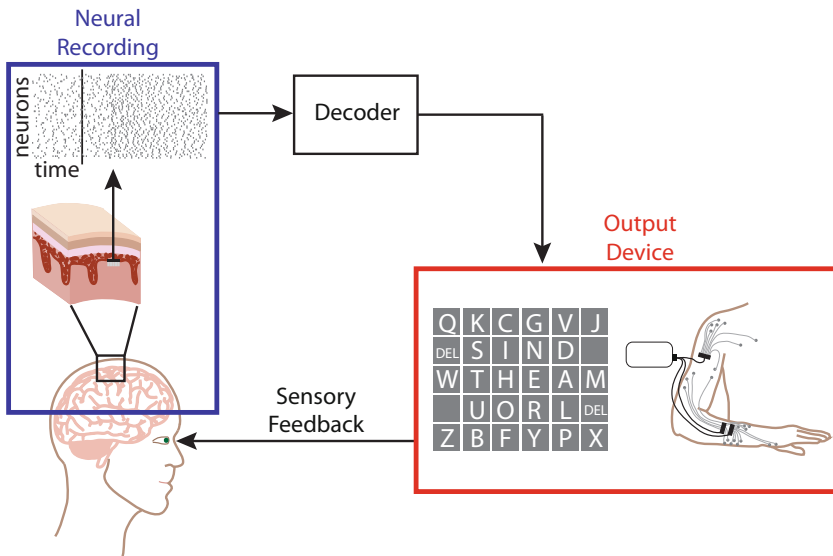 Neural
Recording
neurons
time
Decoder
Output
Device
Q K C G V J
DEL S I N D
W T H E A M
U O R L DEL
Z B F Y P X
Sensory
Feedback